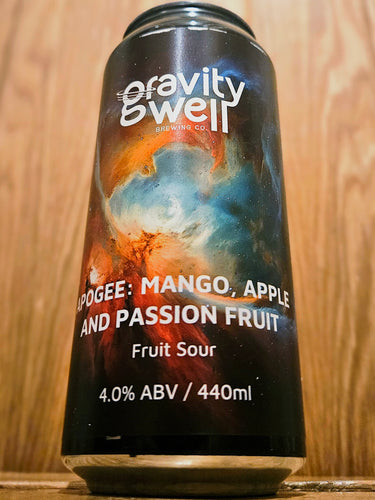 gravity
well
BREWING CO.
APOGEE: MANGO, APPLE
AND PASSION FRUIT
Fruit Sour
4.0% ABV / 440ml